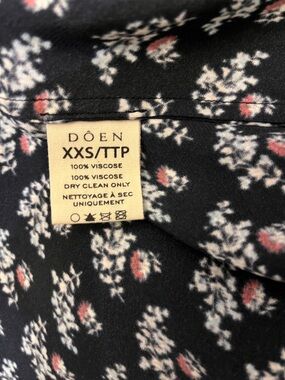 DÔEN
XXS/TTP
100% VISCOSE
100% VISCOSE
DRY CLEAN ONLY
NETTOYAGE À SEC
UNIQUEMENT